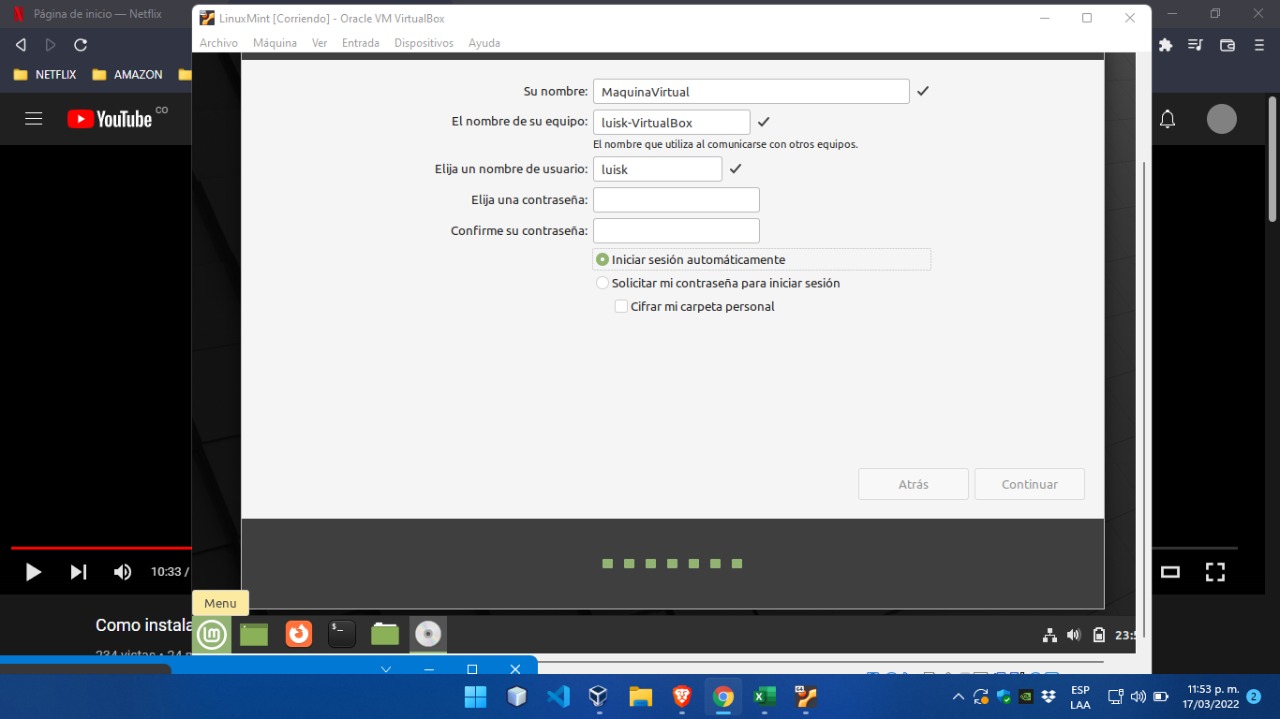 Página de inicio — Netflix
LinuxMint [Corriendo] - Oracle VM VirtualBox
Archivo Máquina Ver Entrada Dispositivos Ayuda
NETFLIX AMAZON
YouTube CO
Su nombre: MaquinaVirtual
El nombre de su equipo: luisk-VirtualBox
El nombre que utiliza al comunicarse con otros equipos.
Elija un nombre de usuario: luisk
Elija una contraseña:
Confirme su contraseña:
Iniciar sesión automáticamente
Solicitar mi contraseña para iniciar sesión
Cifrar mi carpeta personal
Atrás Continuar
10:33 /
Menu
Como instala
234 vistas • 24
23:5
ESP
LAA
11:53 p. m.
17/03/2022
2